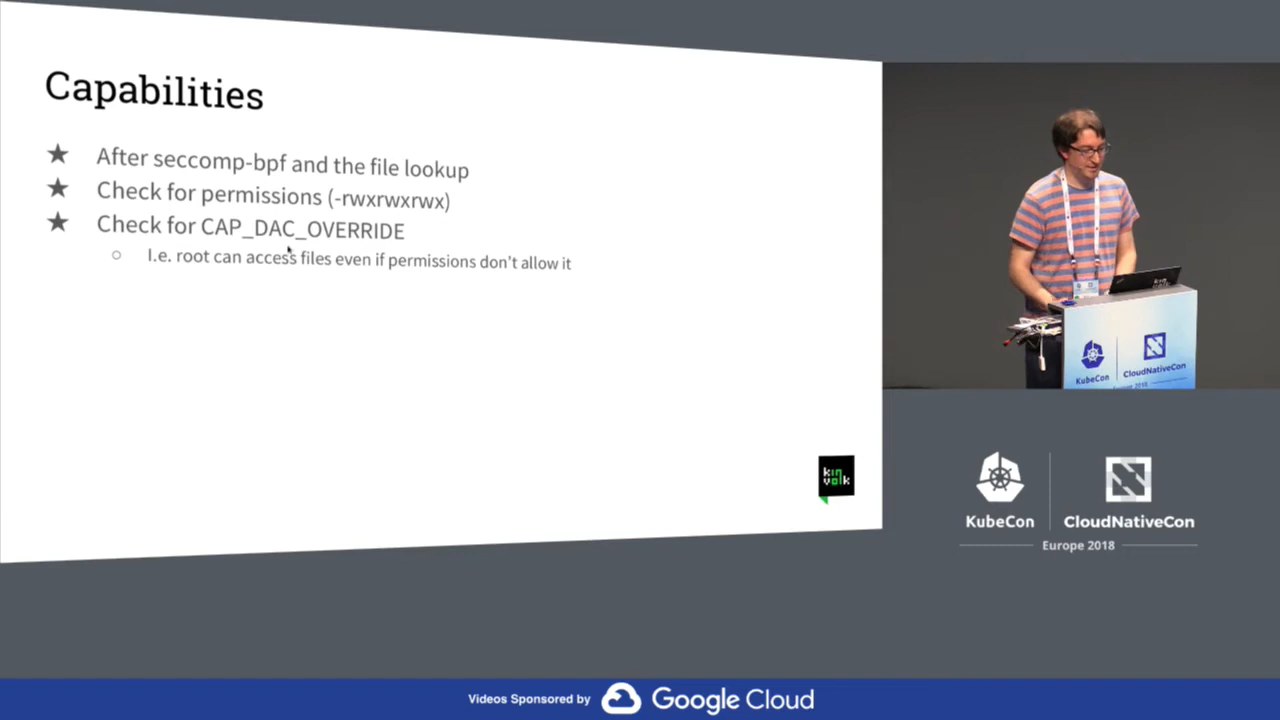 Capabilities
★ After seccomp-bpf and the file lookup
★ Check for permissions (-rwxrwxrwx)
★ Check for CAP_DAC_OVERRIDE
○ I.e. root can access files even if permissions don't allow it
kin
volk
KubeCon
CloudNativeCon
Europe 2018
KubeCon
CloudNativeCon
Europe 2018
Videos Sponsored by
Google Cloud